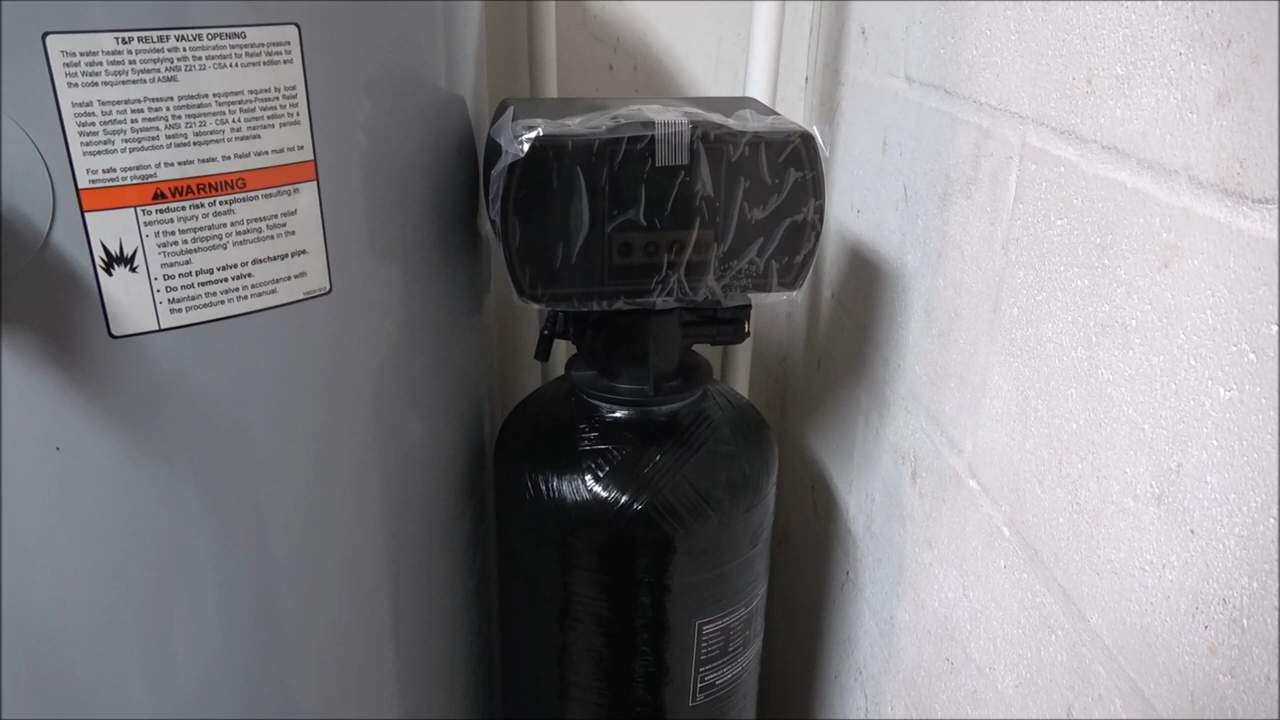 T&P RELIEF VALVE OPENING
This water heater is provided with a combination temperature-pressure
relief valve listed as complying with the standard for Relief Valves for
Hot Water Supply Systems, ANSI Z21.22 - CSA 4.4 current edition and
the code requirements of ASME.
Install Temperature-Pressure protective equipment required by local
codes, but not less than a combination Temperature-Pressure Relief
Valve certified as meeting the requirements for Relief Valves for Hot
Water Supply Systems, ANSI Z21.22 - CSA 4.4 current edition by a
nationally recognized testing laboratory that maintains periodic
inspection of production of listed equipment or materials.
For safe operation of the water heater, the Relief Valve must not be
removed or plugged.
WARNING
To reduce risk of explosion resulting in
serious injury or death:
• If the temperature and pressure relief
valve is dripping or leaking, follow
"Troubleshooting" instructions in the
manual.
• Do not plug valve or discharge pipe.
• Do not remove valve.
• Maintain the valve in accordance with
the procedure in the manual.